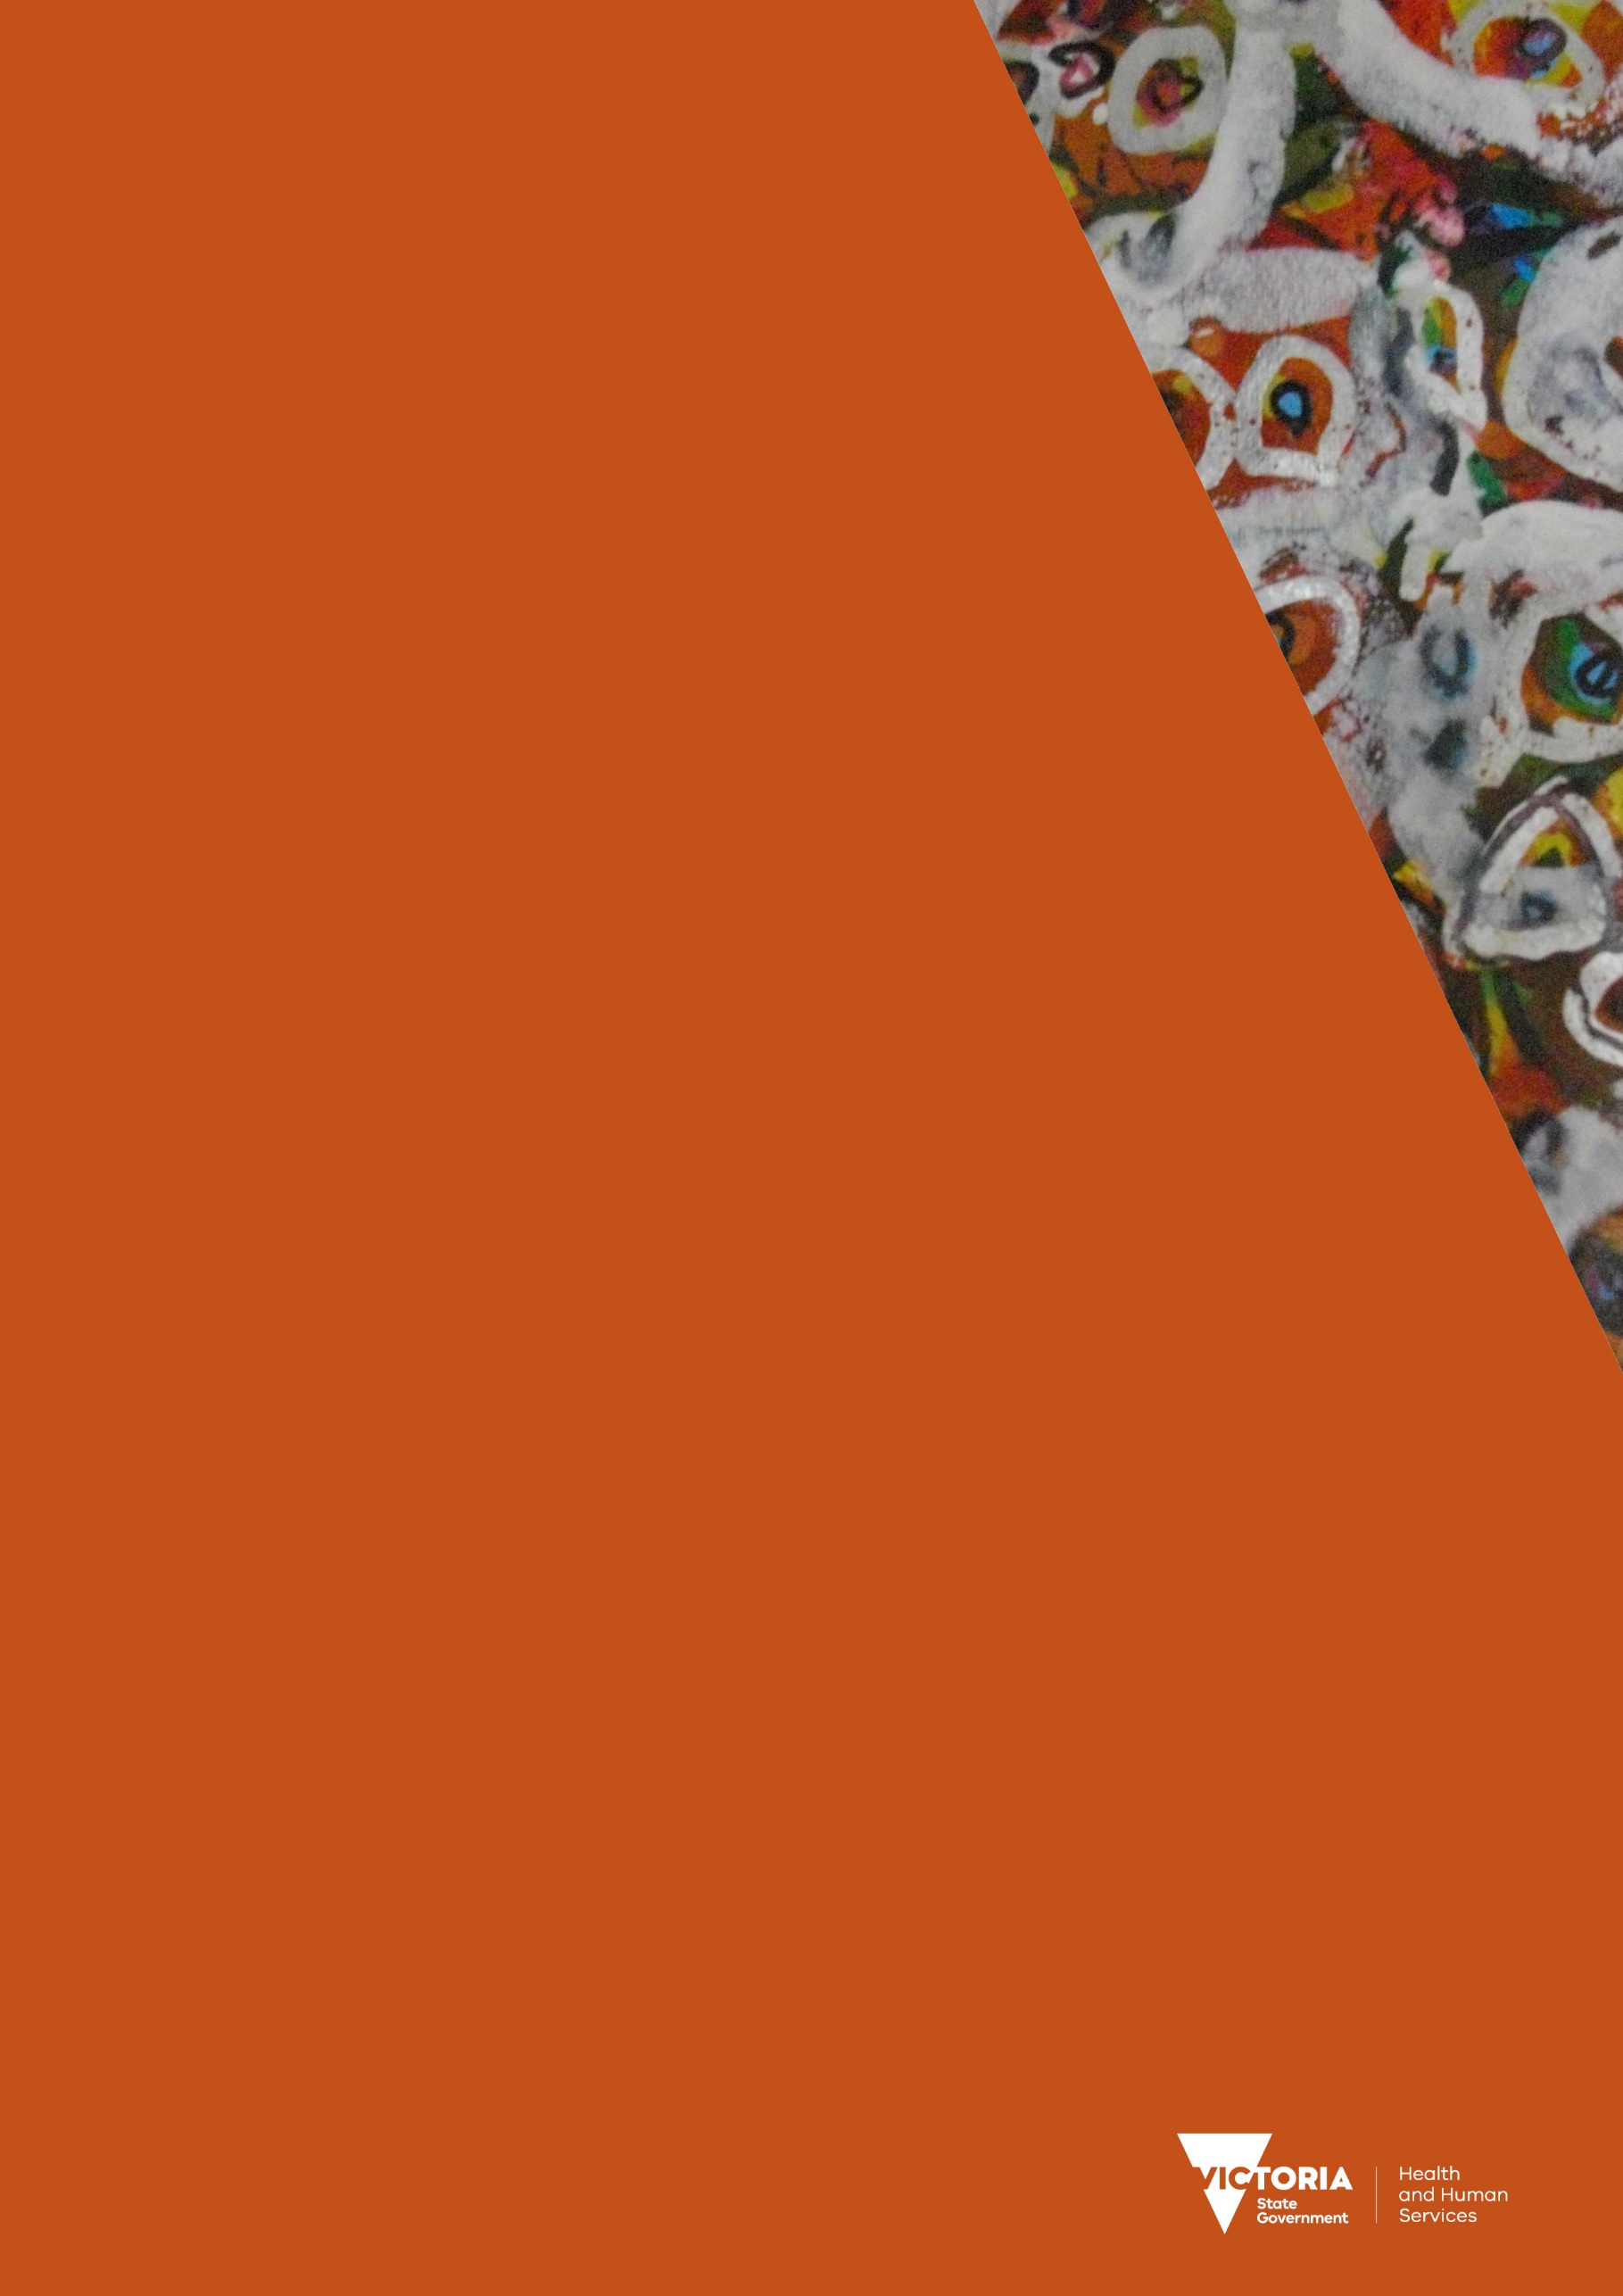 VICTORIA
State
Government
Health
and Human
Services